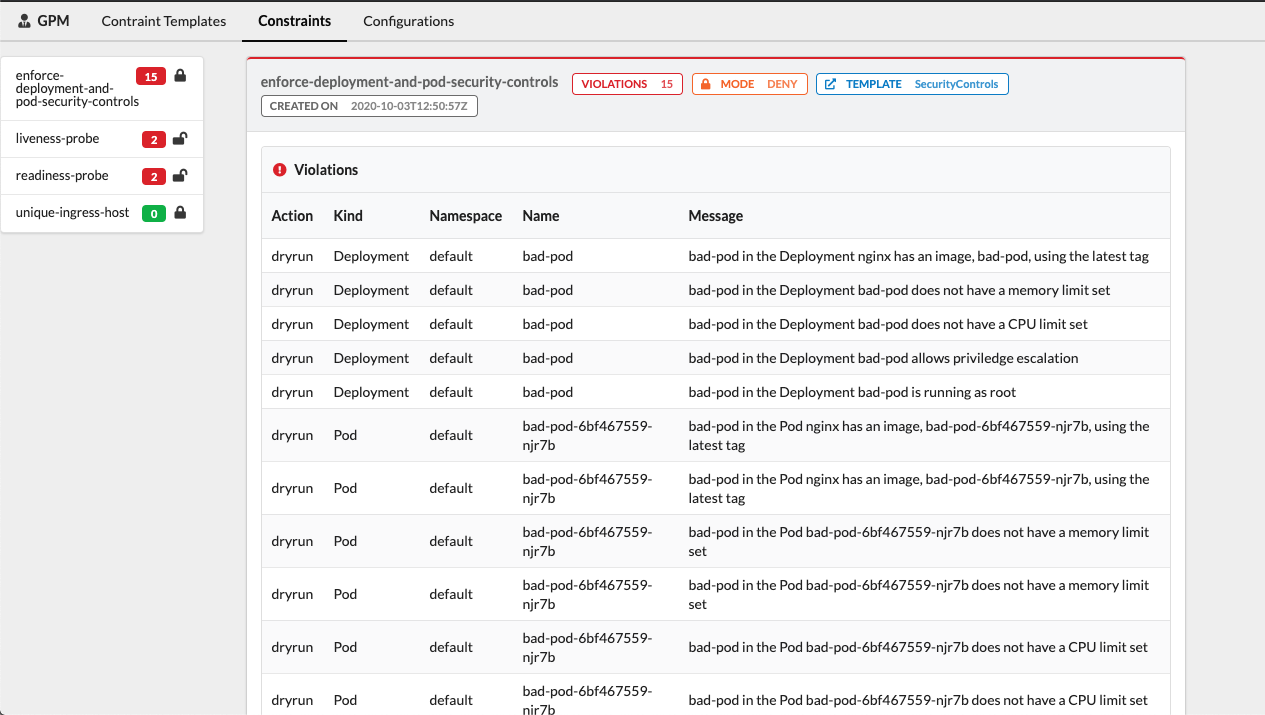 GPM Contraint Templates Constraints Configurations
enforce-
deployment-and-
pod-security-controls
15
liveness-probe 2
readiness-probe 2
unique-ingress-host 0
enforce-deployment-and-pod-security-controls VIOLATIONS 15 MODE DENY TEMPLATE SecurityControls
CREATED ON 2020-10-03T12:50:57Z
Violations
Action Kind Namespace Name Message
dryrun Deployment default bad-pod bad-pod in the Deployment nginx has an image, bad-pod, using the latest tag
dryrun Deployment default bad-pod bad-pod in the Deployment bad-pod does not have a memory limit set
dryrun Deployment default bad-pod bad-pod in the Deployment bad-pod does not have a CPU limit set
dryrun Deployment default bad-pod bad-pod in the Deployment bad-pod allows priviledge escalation
dryrun Deployment default bad-pod bad-pod in the Deployment bad-pod is running as root
dryrun Pod default bad-pod-6bf467559- bad-pod in the Pod nginx has an image, bad-pod-6bf467559-njr7b, using the
njr7b latest tag
dryrun Pod default bad-pod-6bf467559- bad-pod in the Pod nginx has an image, bad-pod-6bf467559-njr7b, using the
njr7b latest tag
dryrun Pod default bad-pod-6bf467559- bad-pod in the Pod bad-pod-6bf467559-njr7b does not have a memory limit
njr7b set
dryrun Pod default bad-pod-6bf467559- bad-pod in the Pod bad-pod-6bf467559-njr7b does not have a memory limit
njr7b set
dryrun Pod default bad-pod-6bf467559- bad-pod in the Pod bad-pod-6bf467559-njr7b does not have a CPU limit set
njr7b
dryrun Pod default bad-pod-6bf467559- bad-pod in the Pod bad-pod-6bf467559-njr7b does not have a CPU limit set
njr7b